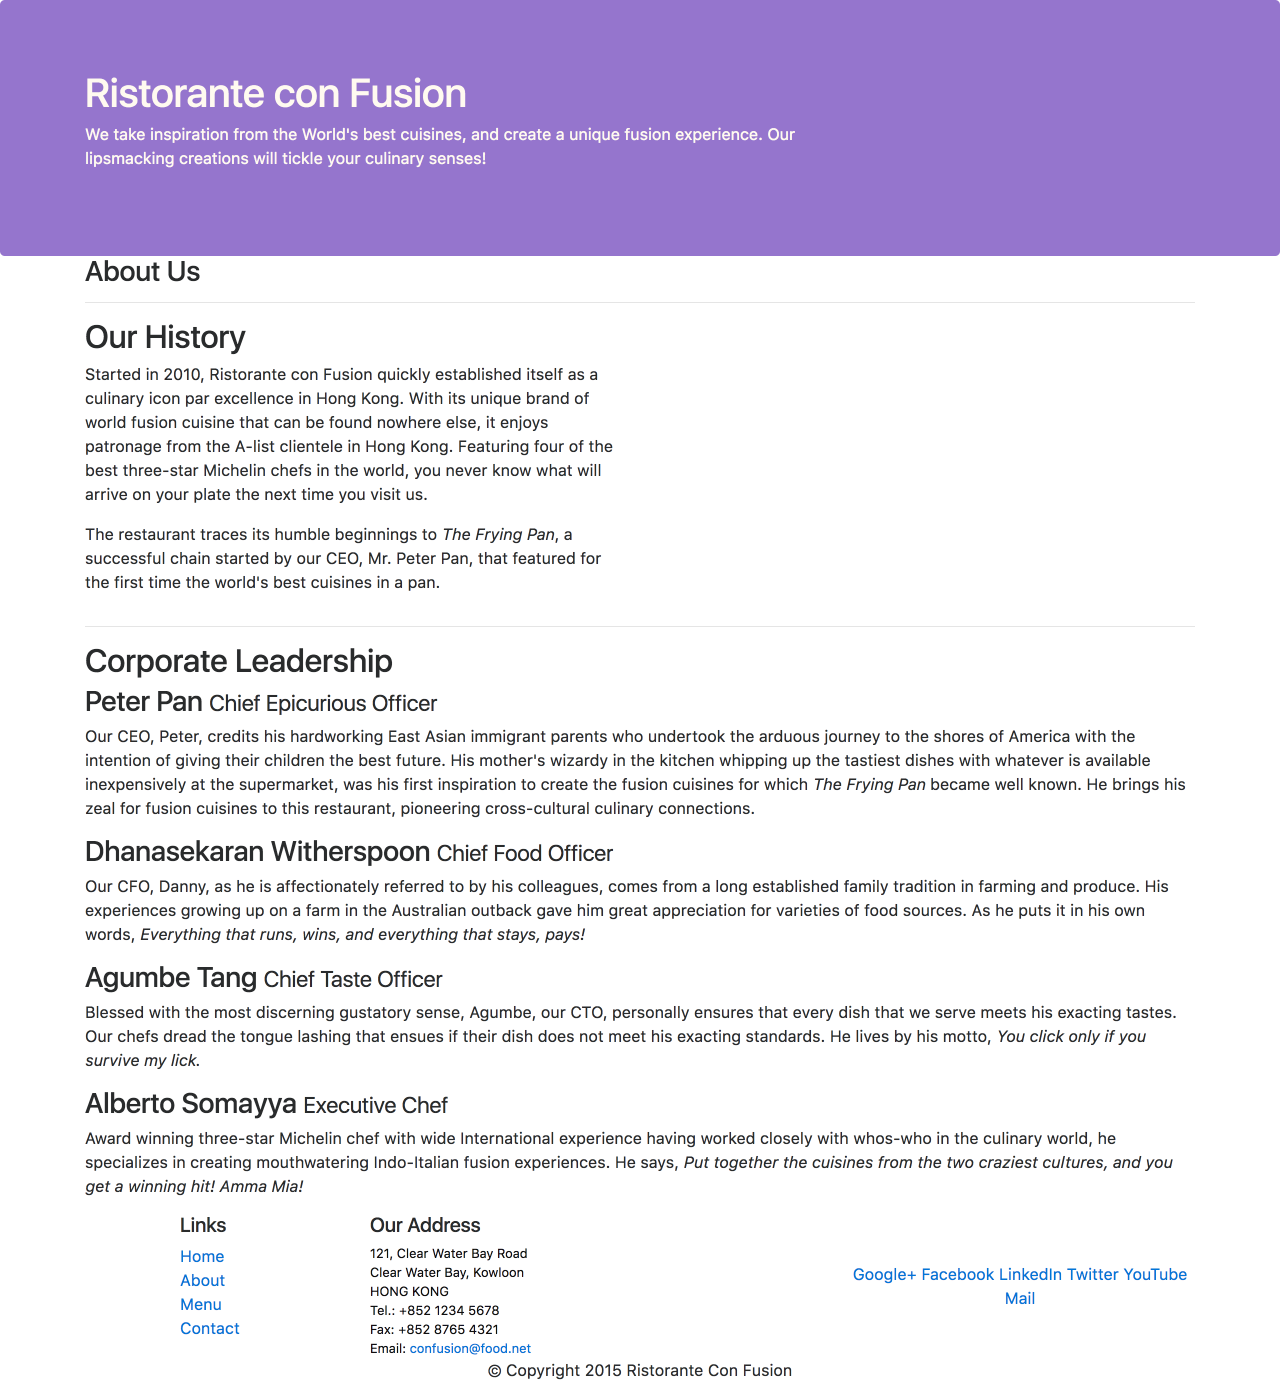 Ristorante con Fusion
We take inspiration from the World's best cuisines, and create a unique fusion experience. Our
lipsmacking creations will tickle your culinary senses!
About Us
Our History
Started in 2010, Ristorante con Fusion quickly established itself as a
culinary icon par excellence in Hong Kong. With its unique brand of
world fusion cuisine that can be found nowhere else, it enjoys
patronage from the A-list clientele in Hong Kong. Featuring four of the
best three-star Michelin chefs in the world, you never know what will
arrive on your plate the next time you visit us.
The restaurant traces its humble beginnings to The Frying Pan, a
successful chain started by our CEO, Mr. Peter Pan, that featured for
the first time the world's best cuisines in a pan.
Corporate Leadership
Peter Pan Chief Epicurious Officer
Our CEO, Peter, credits his hardworking East Asian immigrant parents who undertook the arduous journey to the shores of America with the
intention of giving their children the best future. His mother's wizardy in the kitchen whipping up the tastiest dishes with whatever is available
inexpensively at the supermarket, was his first inspiration to create the fusion cuisines for which The Frying Pan became well known. He brings his
zeal for fusion cuisines to this restaurant, pioneering cross-cultural culinary connections.
Dhanasekaran Witherspoon Chief Food Officer
Our CFO, Danny, as he is affectionately referred to by his colleagues, comes from a long established family tradition in farming and produce. His
experiences growing up on a farm in the Australian outback gave him great appreciation for varieties of food sources. As he puts it in his own
words, Everything that runs, wins, and everything that stays, pays!
Agumbe Tang Chief Taste Officer
Blessed with the most discerning gustatory sense, Agumbe, our CTO, personally ensures that every dish that we serve meets his exacting tastes.
Our chefs dread the tongue lashing that ensues if their dish does not meet his exacting standards. He lives by his motto, You click only if you
survive my lick.
Alberto Somayya Executive Chef
Award winning three-star Michelin chef with wide International experience having worked closely with whos-who in the culinary world, he
specializes in creating mouthwatering Indo-Italian fusion experiences. He says, Put together the cuisines from the two craziest cultures, and you
get a winning hit! Amma Mia!
Links
Home
About
Menu
Contact
Our Address
121, Clear Water Bay Road
Clear Water Bay, Kowloon
HONG KONG
Tel.: +852 1234 5678
Fax: +852 8765 4321
Email: confusion@food.net
Google+ Facebook LinkedIn Twitter YouTube
Mail
© Copyright 2015 Ristorante Con Fusion